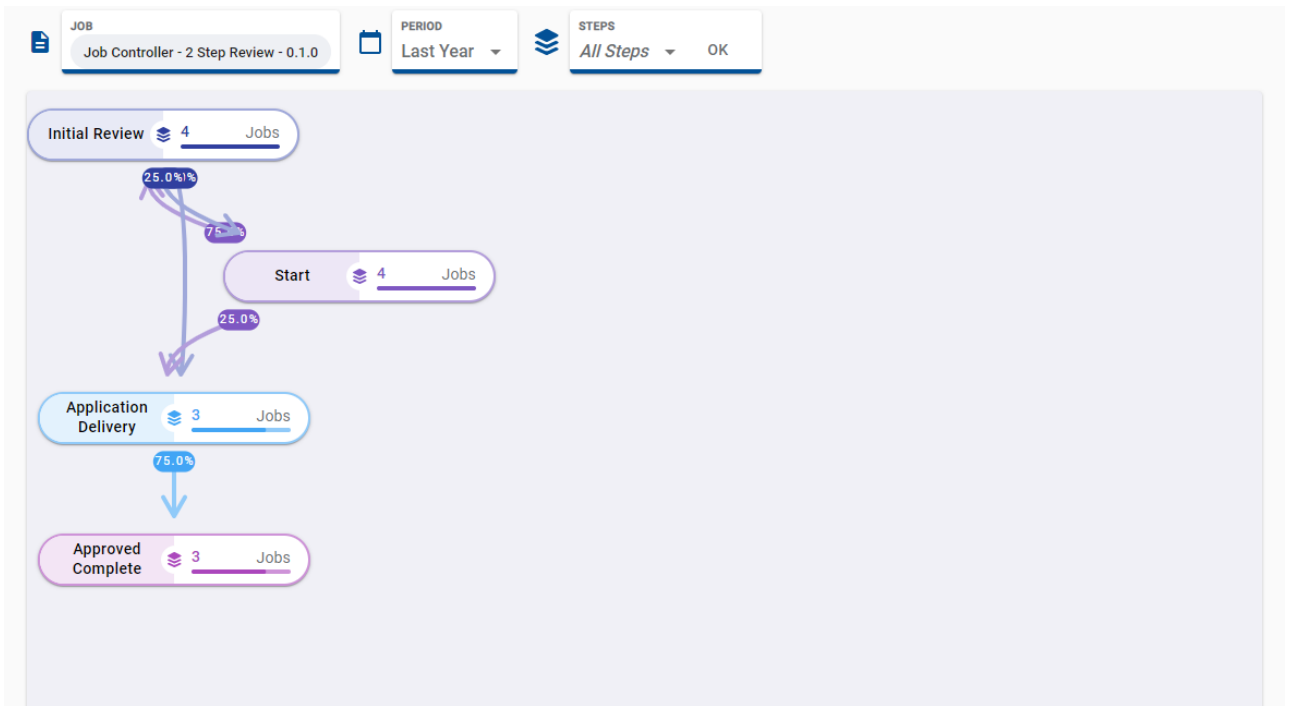 JOB
Job Controller - 2 Step Review - 0.1.0
PERIOD
Last Year
STEPS
All Steps
OK
Initial Review
4
Jobs
25.0%
Start
4
Jobs
25.0%
Application
Delivery
3
Jobs
75.0%
Approved
Complete
3
Jobs